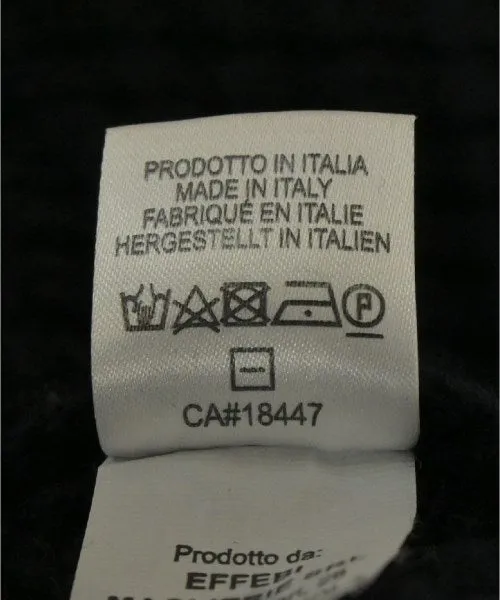 PRODOTTO IN ITALIA
MADE IN ITALY
FABRIQUÉ EN ITALIE
HERGESTELLT IN ITALIEN
P
CA#18447
Prodotto da: